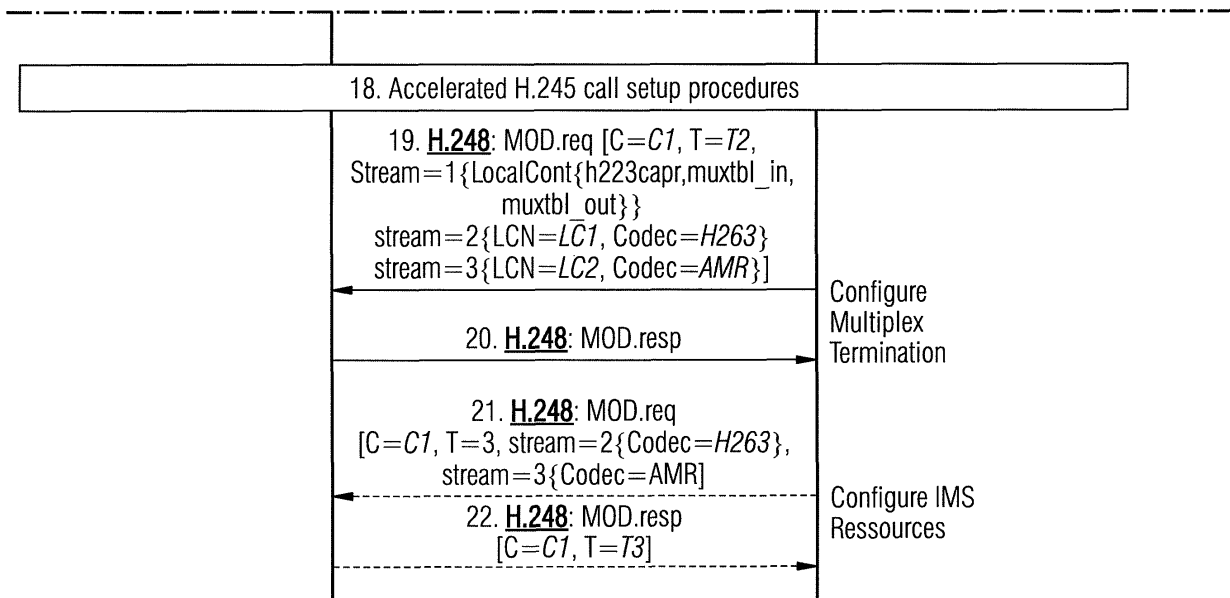 18. Accelerated H.245 call setup procedures
19. H.248: MOD.req [C=C1, T=T2,
Stream=1{LocalCont{h223capr,muxtbl_in,
muxtbl_out}}
stream=2{LCN=LC1, Codec=H263}
stream=3{LCN=LC2, Codec=AMR}]
Configure
Multiplex
Termination
20. H.248: MOD.resp
21. H.248: MOD.req
[C=C1, T=3, stream=2{Codec=H263},
stream=3{Codec=AMR]
Configure IMS
Ressources
22. H.248: MOD.resp
[C=C1, T=T3]